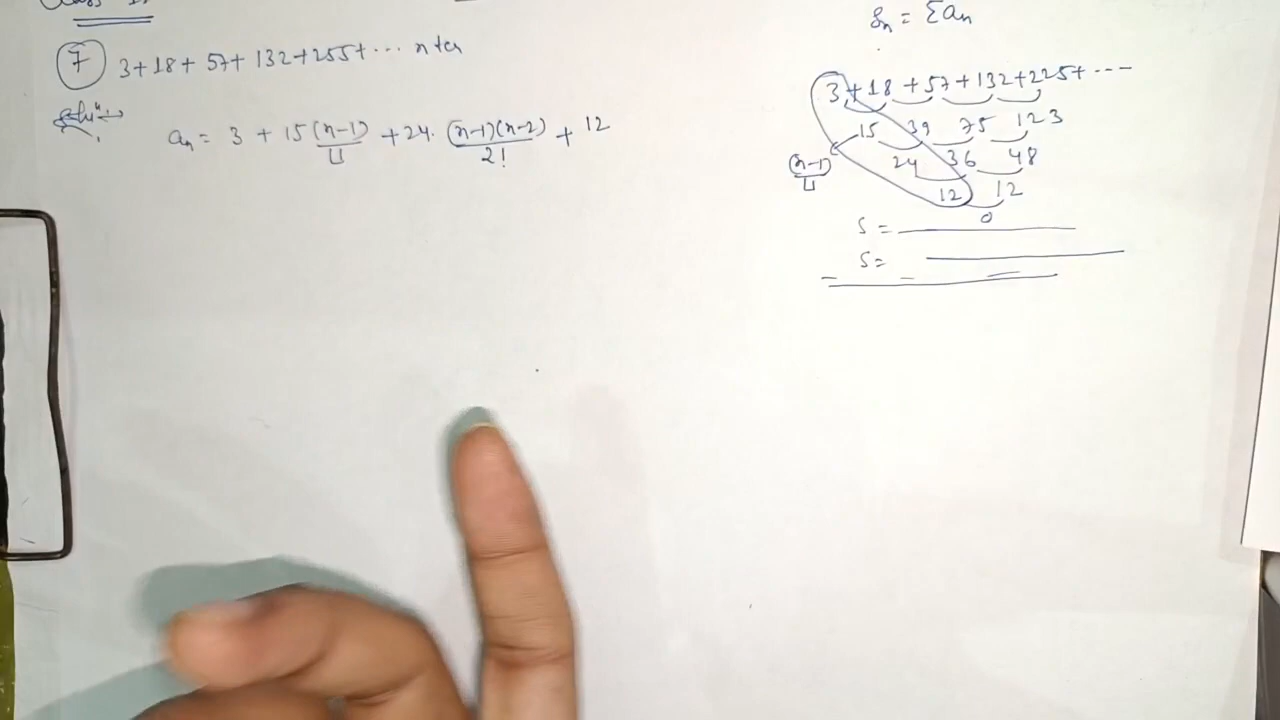 Sₙ = Σaₙ
7 3+18+57+132+255+... n ter
Solⁿ
aₙ = 3 + 15 (n-1)/⌊1 + 24. (n-1)(n-2)/2! + 12
3+18+57+132+225+---
15 39 75 123
(n-1)/⌊1 24 36 48
12 12
0
S =
S=